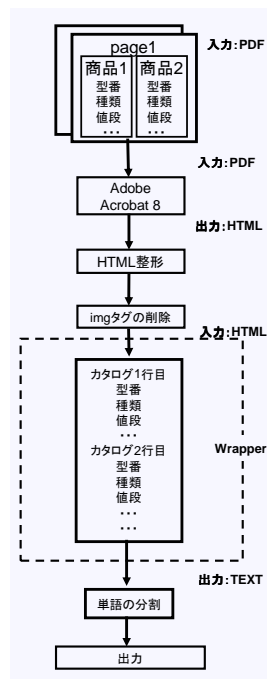 page1
入力:PDF
商品1 商品2
型番 型番
種類 種類
値段 値段
… …
入力:PDF
Adobe
Acrobat 8
出力:HTML
HTML整形
imgタグの削除
入力:HTML
カタログ1行目
型番
種類
値段
…
カタログ2行目
Wrapper
型番
種類
値段
…
…
出力:TEXT
単語の分割
出力